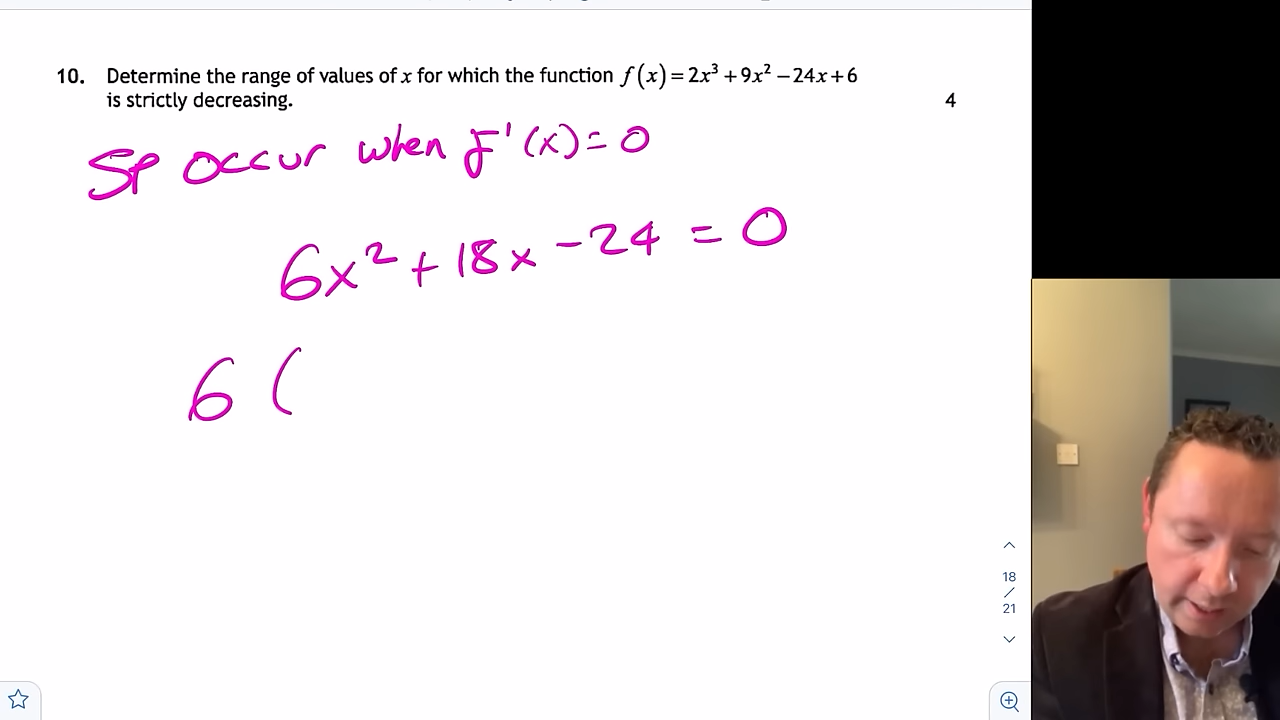 10. Determine the range of values of x for which the function f(x)=2x³+9x²−24x+6
is strictly decreasing.
4
SP occur when f'(x)=0
6x²+18x−24=0
6(
18
/
21